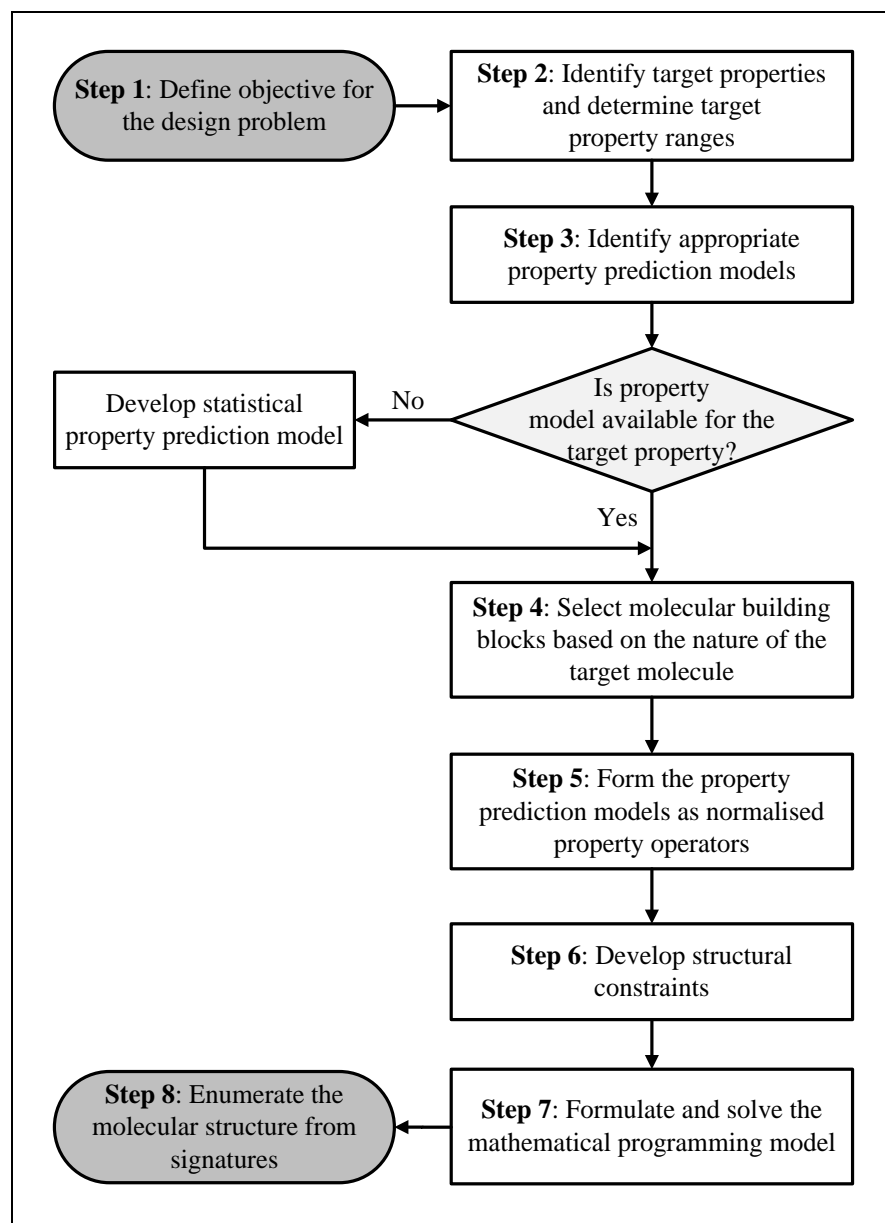 Step 1: Define objective for
the design problem
Step 2: Identify target properties
and determine target
property ranges
Step 3: Identify appropriate
property prediction models
Is property
model available for the
target property?
No
Develop statistical
property prediction model
Yes
Step 4: Select molecular building
blocks based on the nature of the
target molecule
Step 5: Form the property
prediction models as normalised
property operators
Step 6: Develop structural
constraints
Step 7: Formulate and solve the
mathematical programming model
Step 8: Enumerate the
molecular structure from
signatures